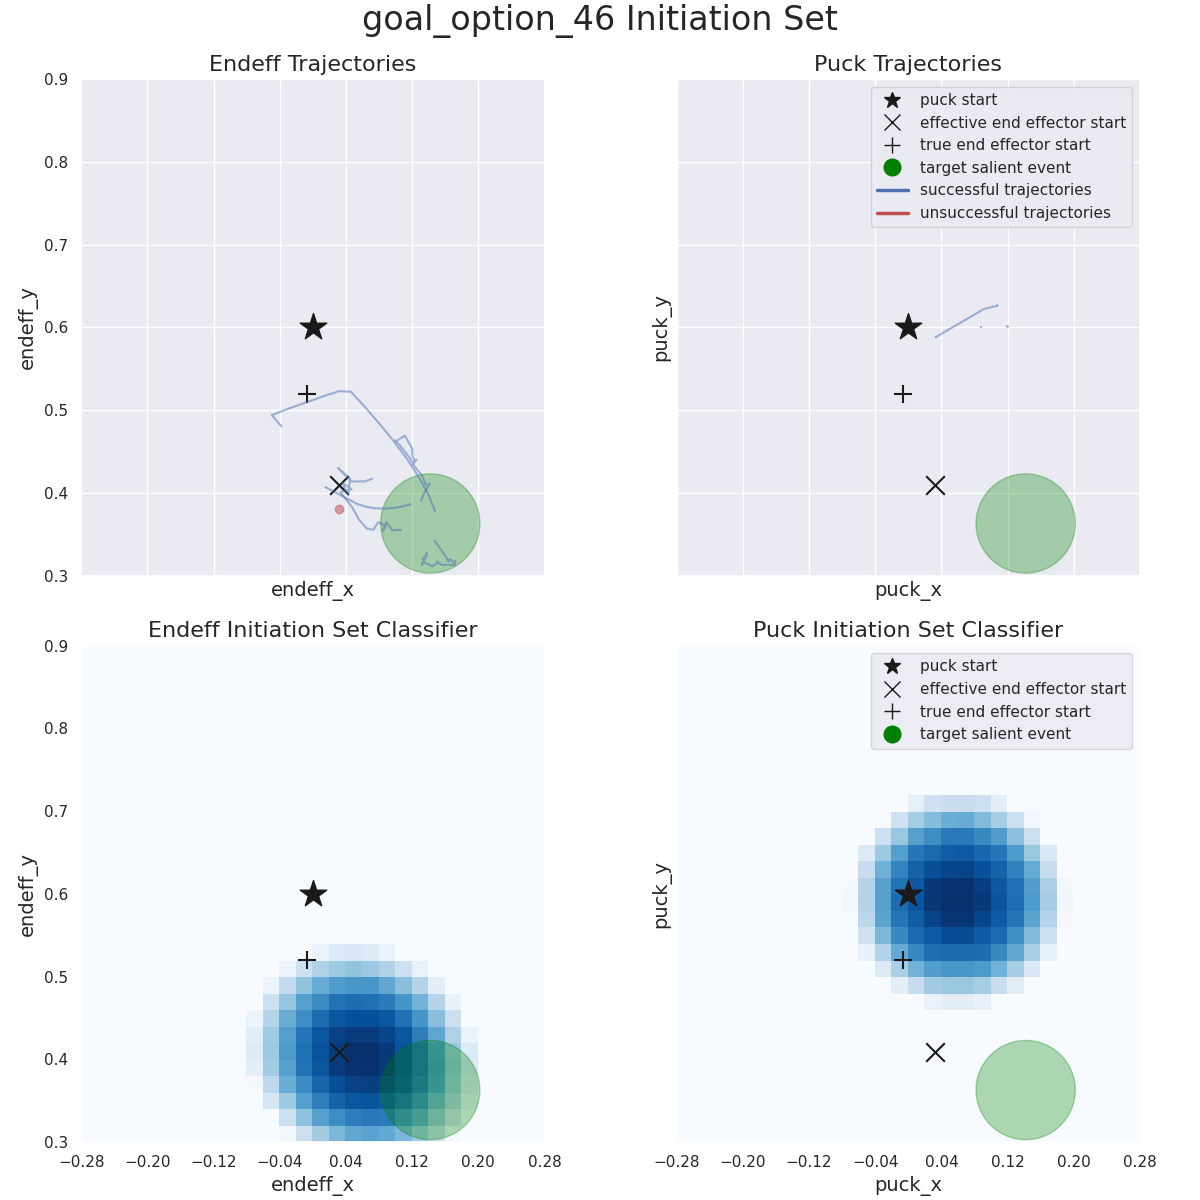 goal_option_46 Initiation Set
Endeff Trajectories
Puck Trajectories
0.9
0.8
0.7
0.6
0.5
0.4
0.3
endeff_y
endeff_x
puck_y
puck_x
puck start
effective end effector start
true end effector start
target salient event
successful trajectories
unsuccessful trajectories
Endeff Initiation Set Classifier
Puck Initiation Set Classifier
0.9
0.8
0.7
0.6
0.5
0.4
0.3
endeff_y
puck_y
puck start
effective end effector start
true end effector start
target salient event
−0.28 −0.20 −0.12 −0.04 0.04 0.12 0.20 0.28
endeff_x
−0.28 −0.20 −0.12 −0.04 0.04 0.12 0.20 0.28
puck_x